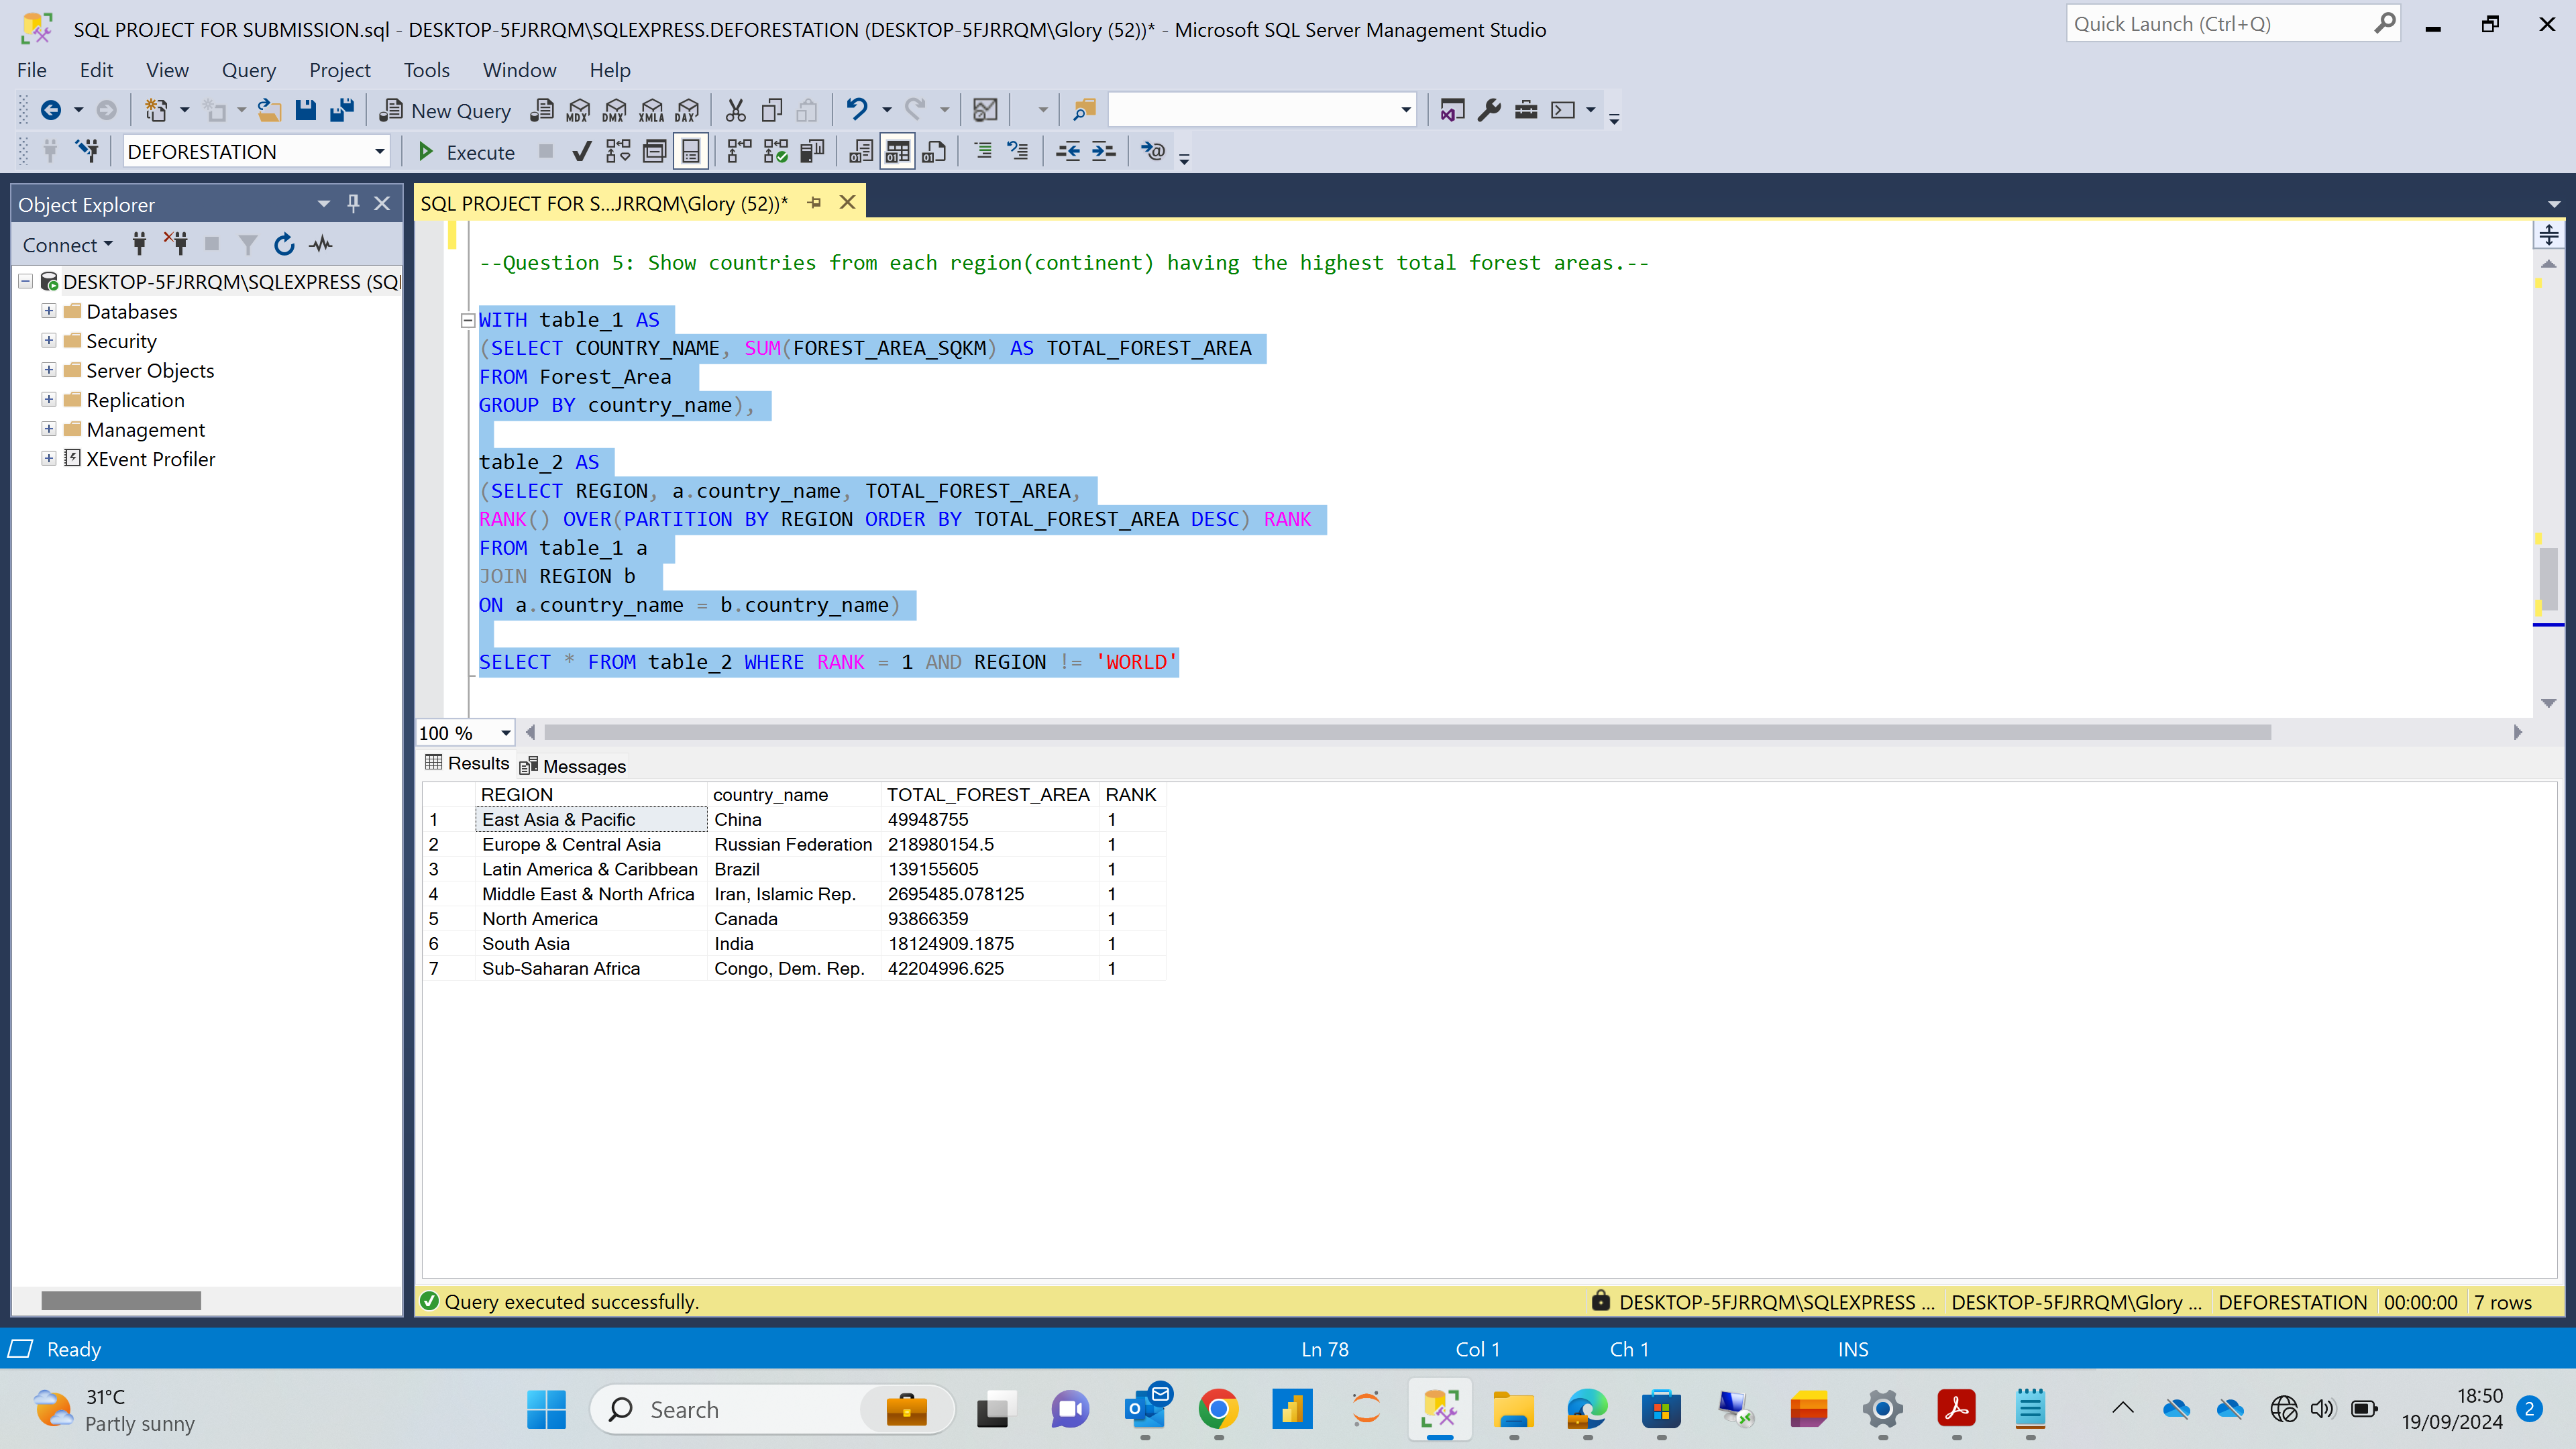 SQL PROJECT FOR SUBMISSION.sql - DESKTOP-5FJRRQM\SQLEXPRESS.DEFORESTATION (DESKTOP-5FJRRQM\Glory (52))* - Microsoft SQL Server Management Studio
Quick Launch (Ctrl+Q)
File Edit View Query Project Tools Window Help
New Query MDX DMX XMLA DAX
DEFORESTATION Execute
Object Explorer
SQL PROJECT FOR S...JRRQM\Glory (52))*
Connect
DESKTOP-5FJRRQM\SQLEXPRESS (SQL
Databases
Security
Server Objects
Replication
Management
XEvent Profiler
--Question 5: Show countries from each region(continent) having the highest total forest areas.--
WITH table_1 AS
(SELECT COUNTRY_NAME, SUM(FOREST_AREA_SQKM) AS TOTAL_FOREST_AREA
FROM Forest_Area
GROUP BY country_name),
table_2 AS
(SELECT REGION, a.country_name, TOTAL_FOREST_AREA,
RANK() OVER(PARTITION BY REGION ORDER BY TOTAL_FOREST_AREA DESC) RANK
FROM table_1 a
JOIN REGION b
ON a.country_name = b.country_name)
SELECT * FROM table_2 WHERE RANK = 1 AND REGION != 'WORLD'
100 %
Results Messages
REGION country_name TOTAL_FOREST_AREA RANK
1 East Asia & Pacific China 49948755 1
2 Europe & Central Asia Russian Federation 218980154.5 1
3 Latin America & Caribbean Brazil 139155605 1
4 Middle East & North Africa Iran, Islamic Rep. 2695485.078125 1
5 North America Canada 93866359 1
6 South Asia India 18124909.1875 1
7 Sub-Saharan Africa Congo, Dem. Rep. 42204996.625 1
Query executed successfully. DESKTOP-5FJRRQM\SQLEXPRESS ... DESKTOP-5FJRRQM\Glory ... DEFORESTATION 00:00:00 7 rows
Ready Ln 78 Col 1 Ch 1 INS
31°C
Partly sunny
Search
18:50
19/09/2024
2